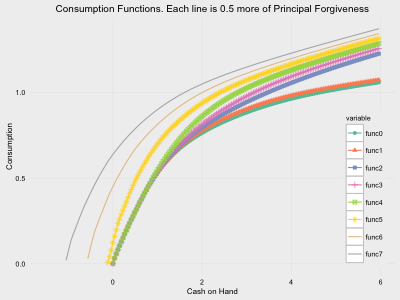 Consumption Functions. Each line is 0.5 more of Principal Forgiveness
Consumption
1.0
0.5
0.0
0
2
4
6
Cash on Hand
variable
func0
func1
func2
func3
func4
func5
func6
func7